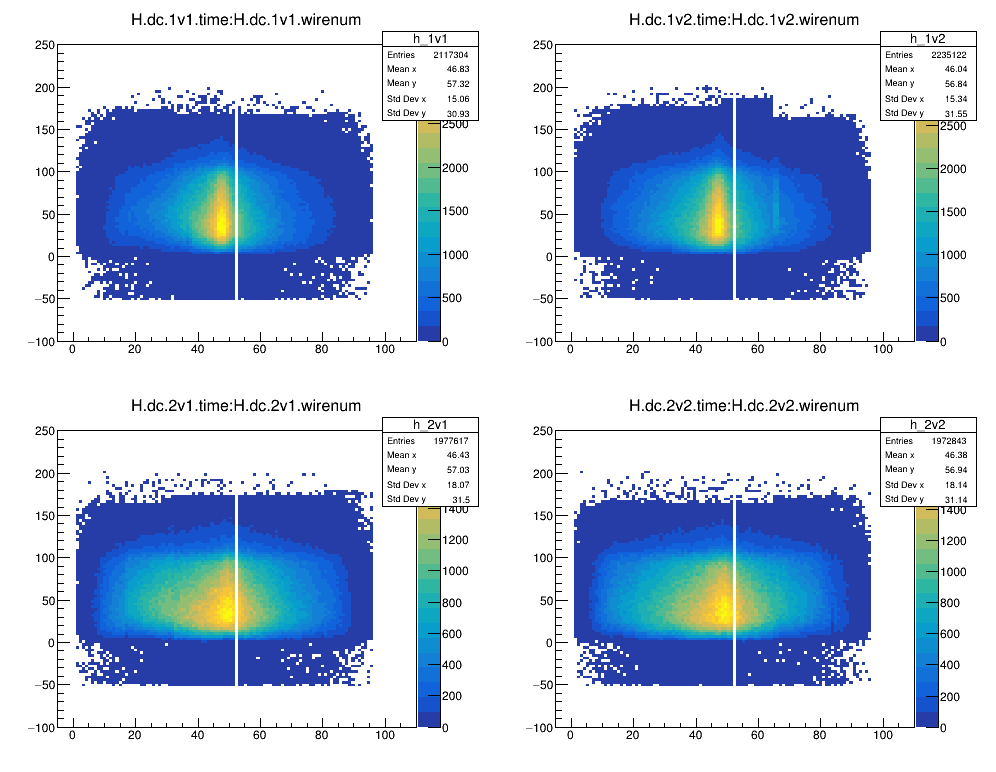 H.dc.1v1.time:H.dc.1v1.wirenum
h_1v1
Entries 2117304
Mean x 46.83
Mean y 57.32
Std Dev x 15.06
Std Dev y 30.93
250
200
150
100
50
0
−50
−100
0 20 40 60 80 100
2500
2000
1500
1000
500
0
H.dc.1v2.time:H.dc.1v2.wirenum
h_1v2
Entries 2235122
Mean x 46.04
Mean y 56.84
Std Dev x 15.34
Std Dev y 31.55
250
200
150
100
50
0
−50
−100
0 20 40 60 80 100
2500
2000
1500
1000
500
0
H.dc.2v1.time:H.dc.2v1.wirenum
h_2v1
Entries 1977617
Mean x 46.43
Mean y 57.03
Std Dev x 18.07
Std Dev y 31.5
250
200
150
100
50
0
−50
−100
0 20 40 60 80 100
1400
1200
1000
800
600
400
200
0
H.dc.2v2.time:H.dc.2v2.wirenum
h_2v2
Entries 1972843
Mean x 46.38
Mean y 56.94
Std Dev x 18.14
Std Dev y 31.14
250
200
150
100
50
0
−50
−100
0 20 40 60 80 100
1400
1200
1000
800
600
400
200
0